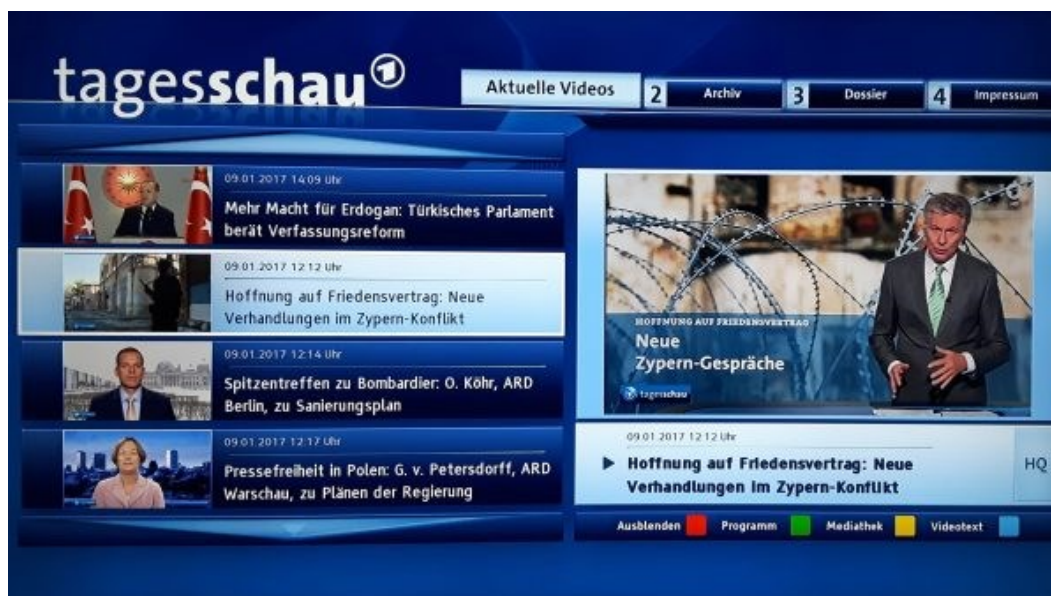 tagesschau
Aktuelle Videos
2 Archiv
3 Dossier
4 Impressum
09.01.2017 14:09 Uhr
Mehr Macht für Erdogan: Türkisches Parlament
berät Verfassungsreform
09.01.2017 12:12 Uhr
Hoffnung auf Friedensvertrag: Neue
Verhandlungen im Zypern-Konflikt
09.01.2017 12:14 Uhr
Spitzentreffen zu Bombardier: O. Köhr, ARD
Berlin, zu Sanierungsplan
09.01.2017 12:17 Uhr
Pressefreiheit in Polen: G. v. Petersdorff, ARD
Warschau, zu Plänen der Regierung
HOFFNUNG AUF FRIEDENSVERTRAG
Neue
Zypern-Gespräche
tagesschau
09.01.2017 12:12 Uhr
Hoffnung auf Friedensvertrag: Neue
Verhandlungen im Zypern-Konflikt
HQ
Ausblenden Programm Mediathek Videotext